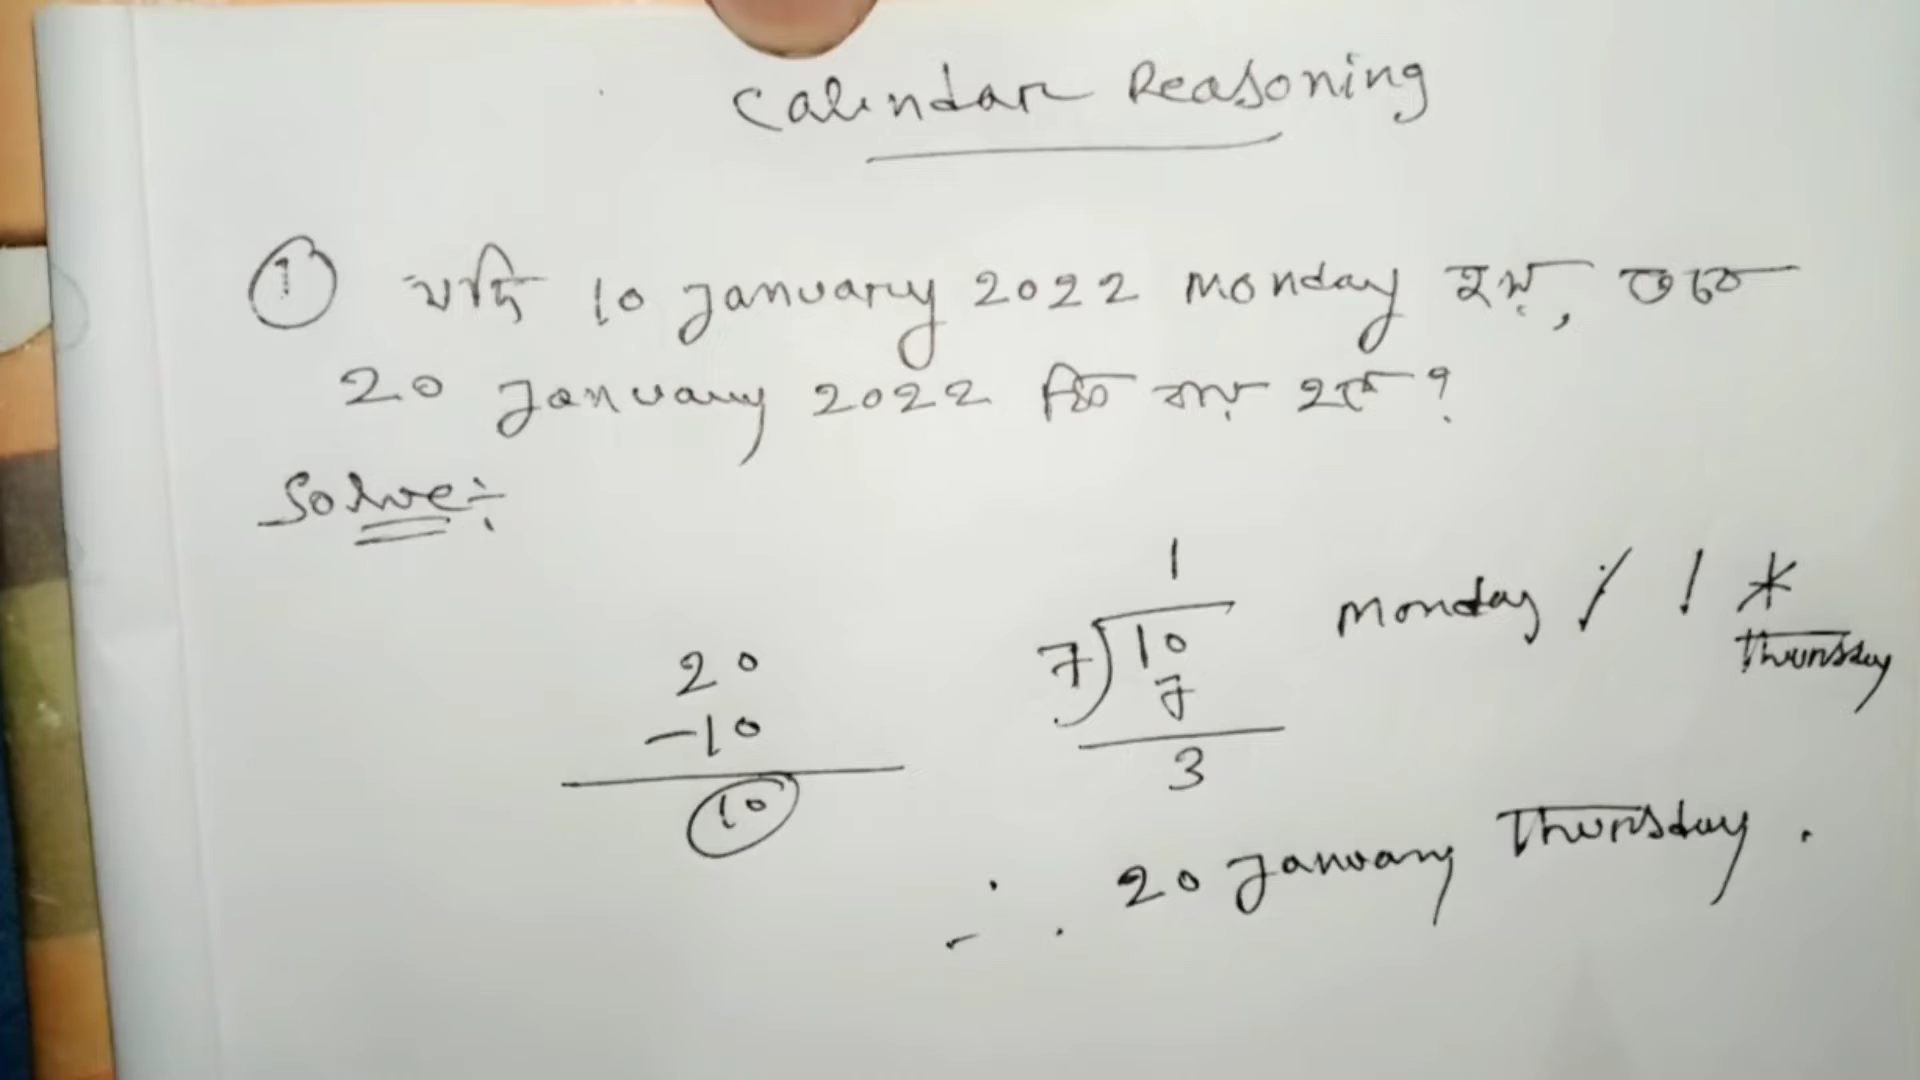 Calendar Reasoning
① যদি 10 January 2022 Monday হয়, তবে
20 January 2022 কি বার হবে?
Solve:-
20
-10
10
1
7) 10
7
3
Monday / / *
Thursday
∴ 20 January Thursday.